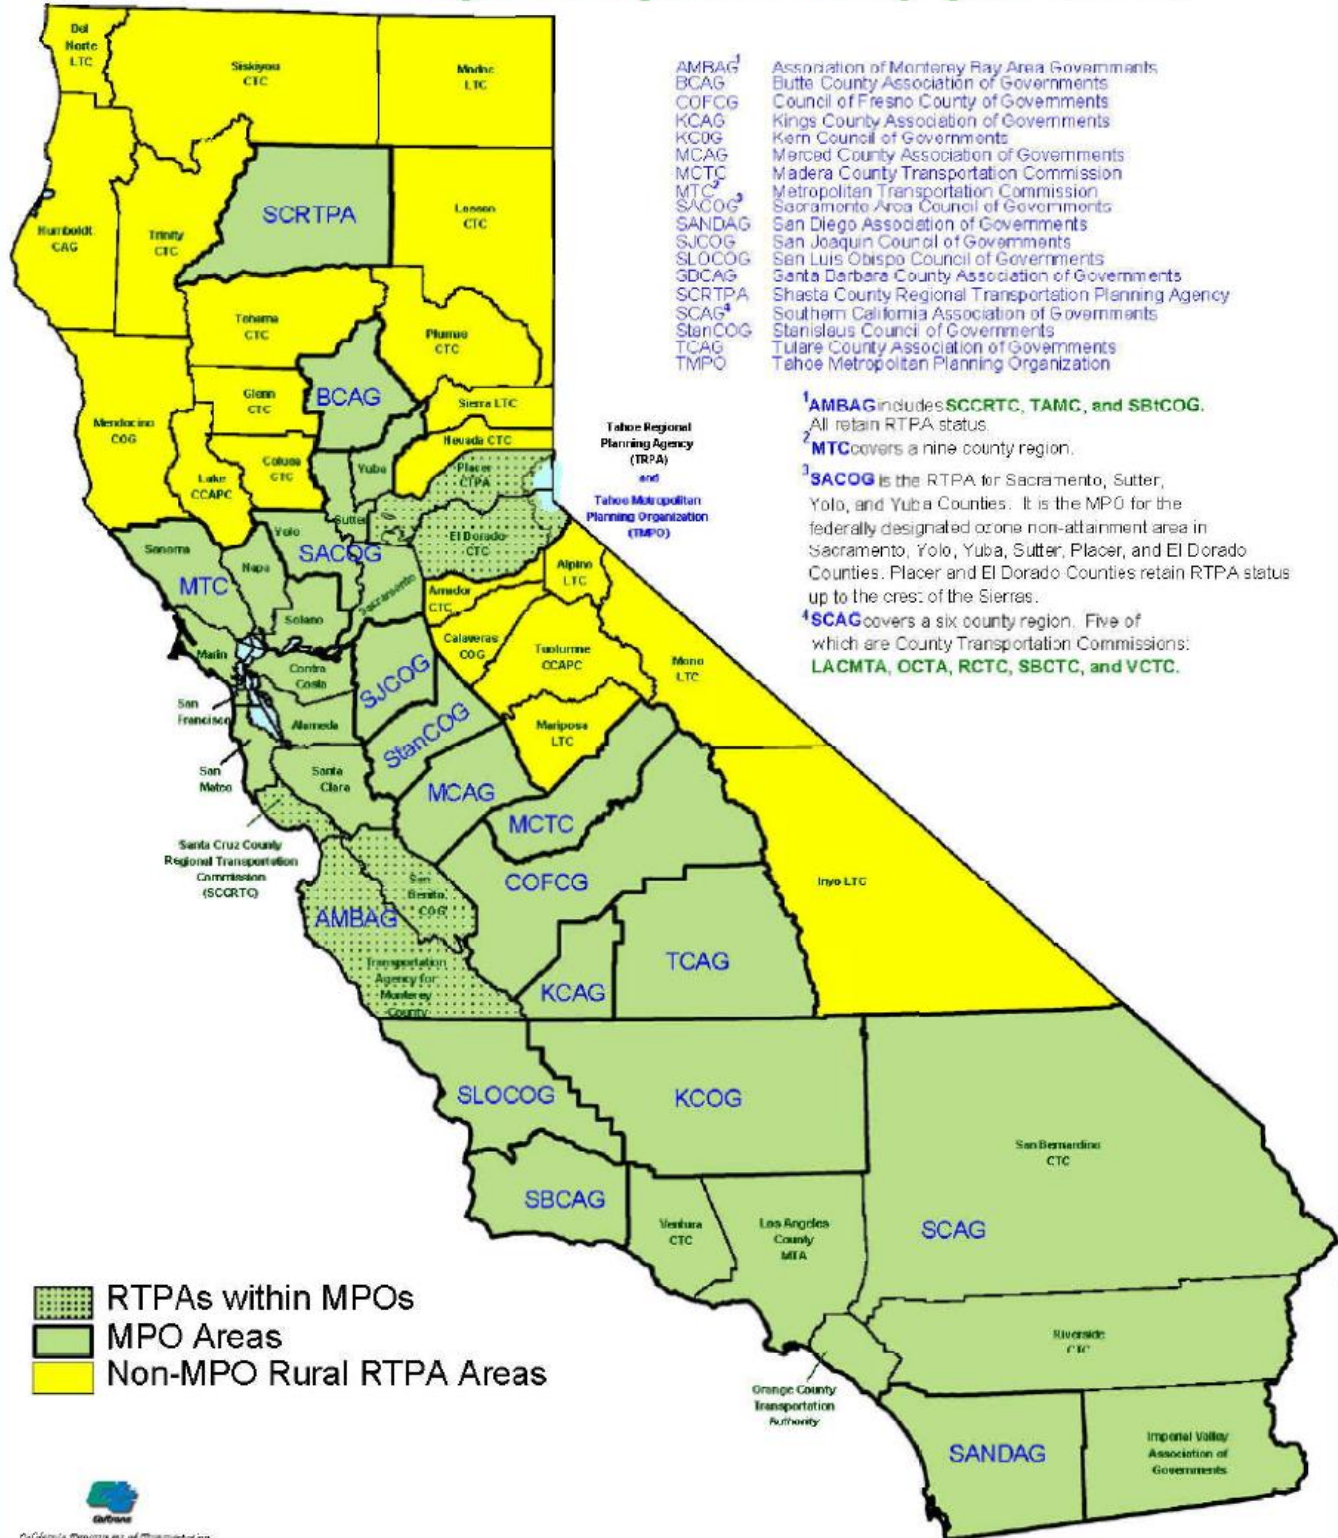 Del
Norte
LTC
Siskiyou
CTC
Modoc
LTC
AMBAG1 Association of Monterey Bay Area Governments
BCAG Butte County Association of Governments
COFCG Council of Fresno County of Governments
KCAG Kings County Association of Governments
KCOG Kern Council of Governments
MCAG Merced County Association of Governments
MCTC Madera County Transportation Commission
MTC2 Metropolitan Transportation Commission
SACOG3 Sacramento Area Council of Governments
SANDAG San Diego Association of Governments
SJCOG San Joaquin Council of Governments
SLOCOG San Luis Obispo Council of Governments
SBCAG Santa Barbara County Association of Governments
SCRTPA Shasta County Regional Transportation Planning Agency
SCAG4 Southern California Association of Governments
StanCOG Stanislaus Council of Governments
TCAG Tulare County Association of Governments
TMPO Tahoe Metropolitan Planning Organization
1AMBAG includes SCCRTC, TAMC, and SBtCOG.
All retain RTPA status.
2MTC covers a nine county region.
3SACOG is the RTPA for Sacramento, Sutter,
Yolo, and Yuba Counties. It is the MPO for the
federally designated ozone non-attainment area in
Sacramento, Yolo, Yuba, Sutter, Placer, and El Dorado
Counties. Placer and El Dorado Counties retain RTPA status
up to the crest of the Sierras.
4SCAG covers a six county region. Five of
which are County Transportation Commissions:
LACMTA, OCTA, RCTC, SBCTC, and VCTC.
Humboldt
CAG
Trinity
CTC
SCRTPA
Lassen
CTC
Tehama
CTC
Plumas
CTC
Mendocino
COG
Glenn
CTC
BCAG
Sierra LTC
Nevada CTC
Lake
CCAPC
Colusa
CTC
Yuba
Placer
CTPA
Tahoe Regional
Planning Agency
(TRPA)
and
Tahoe Metropolitan
Planning Organization
(TMPO)
Sutter
El Dorado
CTC
Sonoma
Napa
Yolo
SACOG
Sacramento
MTC
Solano
Alpine
LTC
Amador
CTC
Calaveras
COG
Tuolumne
CCAPC
Mono
LTC
Marin
Contra
Costa
SJCOG
San
Francisco
Alameda
StanCOG
Mariposa
LTC
San
Mateo
Santa
Clara
MCAG
MCTC
Santa Cruz County
Regional Transportation
Commission
(SCCRTC)
San
Benito
COG
COFCG
Inyo LTC
AMBAG
Transportation
Agency for
Monterey
County
KCAG
TCAG
SLOCOG
KCOG
San Bernardino
CTC
SBCAG
Ventura
CTC
Los Angeles
County
MTA
SCAG
RTPAs within MPOs
MPO Areas
Non-MPO Rural RTPA Areas
Riverside
CTC
Orange County
Transportation
Authority
SANDAG
Imperial Valley
Association of
Governments
Caltrans
California Department of Transportation